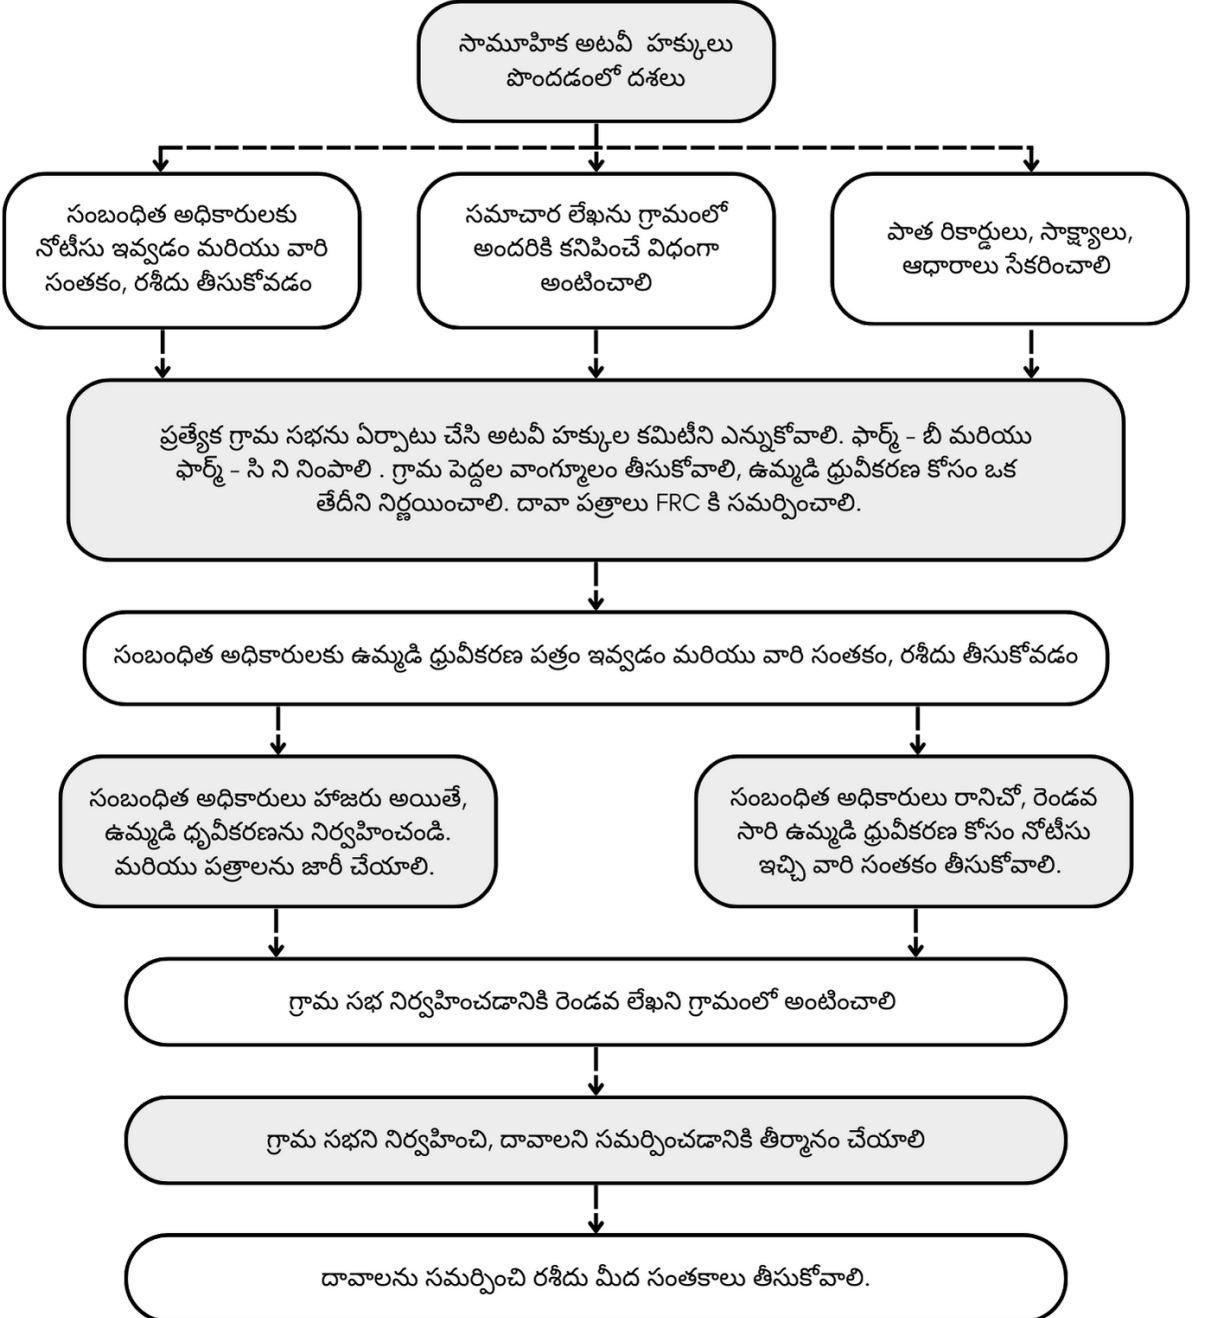 సామూహిక అటవీ హక్కులు
పొందడంలో దశలు
సంబంధిత అధికారులకు
నోటీసు ఇవ్వడం మరియు వారి
సంతకం, రశీదు తీసుకోవడం
సమాచార లేఖను గ్రామంలో
అందరికి కనిపించే విధంగా
అంటించాలి
పాత రికార్డులు, సాక్ష్యాలు,
ఆధారాలు సేకరించాలి
ప్రత్యేక గ్రామ సభను ఏర్పాటు చేసి అటవీ హక్కుల కమిటీని ఎన్నుకోవాలి. ఫార్మ్ - బీ మరియు
ఫార్మ్ - సి ని నింపాలి . గ్రామ పెద్దల వాంగ్మూలం తీసుకోవాలి, ఉమ్మడి ధ్రువీకరణ కోసం ఒక
తేదీని నిర్ణయించాలి. దావా పత్రాలు FRC కి సమర్పించాలి.
సంబంధిత అధికారులకు ఉమ్మడి ధ్రువీకరణ పత్రం ఇవ్వడం మరియు వారి సంతకం, రశీదు తీసుకోవడం
సంబంధిత అధికారులు హాజరు అయితే,
ఉమ్మడి ధృవీకరణను నిర్వహించండి.
మరియు పత్రాలను జారీ చేయాలి.
సంబంధిత అధికారులు రానిచో, రెండవ
సారి ఉమ్మడి ధ్రువీకరణ కోసం నోటీసు
ఇచ్చి వారి సంతకం తీసుకోవాలి.
గ్రామ సభ నిర్వహించడానికి రెండవ లేఖని గ్రామంలో అంటించాలి
గ్రామ సభని నిర్వహించి, దావాలని సమర్పించడానికి తీర్మానం చేయాలి
దావాలను సమర్పించి రశీదు మీద సంతకాలు తీసుకోవాలి.